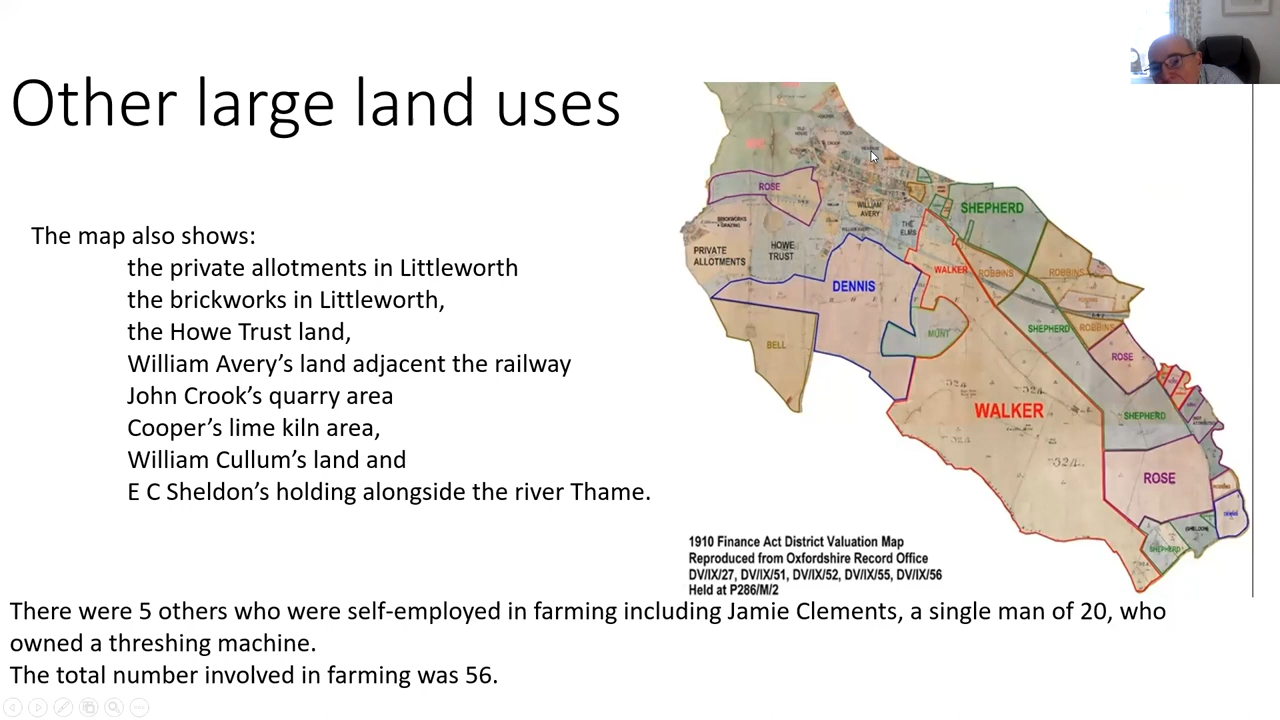 Other large land uses
The map also shows:
the private allotments in Littleworth
the brickworks in Littleworth,
the Howe Trust land,
William Avery’s land adjacent the railway
John Crook’s quarry area
Cooper’s lime kiln area,
William Cullum’s land and
E C Sheldon’s holding alongside the river Thame.
ROSE
SHEPHERD
WILLIAM
AVERY
THE
ELMS
BRICKWORKS
PRIVATE
ALLOTMENTS
HOWE
TRUST
WALKER
ROBBINS
ROBBINS
DENNIS
MUNT
SHEPHERD
ROBBINS
BELL
ROSE
WALKER
SHEPHERD
ROSE
SHEPHERD
1910 Finance Act District Valuation Map
Reproduced from Oxfordshire Record Office
DV/IX/27, DV/IX/51, DV/IX/52, DV/IX/55, DV/IX/56
Held at P286/M/2
There were 5 others who were self-employed in farming including Jamie Clements, a single man of 20, who
owned a threshing machine.
The total number involved in farming was 56.